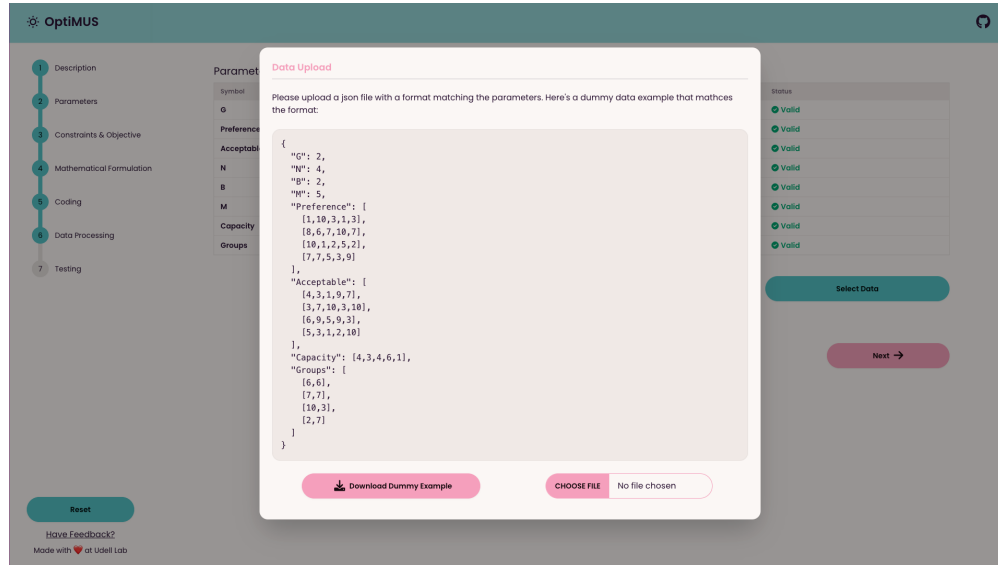 OptiMUS
1 Description
2 Parameters
3 Constraints & Objective
4 Mathematical Formulation
5 Coding
6 Data Processing
7 Testing
Reset
Have Feedback?
Made with ❤️ at Udell Lab
Paramet
Symbol
G
Preference
Acceptabl
N
B
M
Capacity
Groups
Data Upload
Please upload a json file with a format matching the parameters. Here's a dummy data example that mathces
the format:
{
"G": 2,
"N": 4,
"B": 2,
"M": 5,
"Preference": [
[1,10,3,1,3],
[8,6,7,10,7],
[10,1,2,5,2],
[7,7,5,3,9]
],
"Acceptable": [
[4,3,1,9,7],
[3,7,10,3,10],
[6,9,5,9,3],
[5,3,1,2,10]
],
"Capacity": [4,3,4,6,1],
"Groups": [
[6,6],
[7,7],
[10,3],
[2,7]
]
}
Download Dummy Example
CHOOSE FILE No file chosen
Status
Valid
Valid
Valid
Valid
Valid
Valid
Valid
Valid
Select Data
Next →